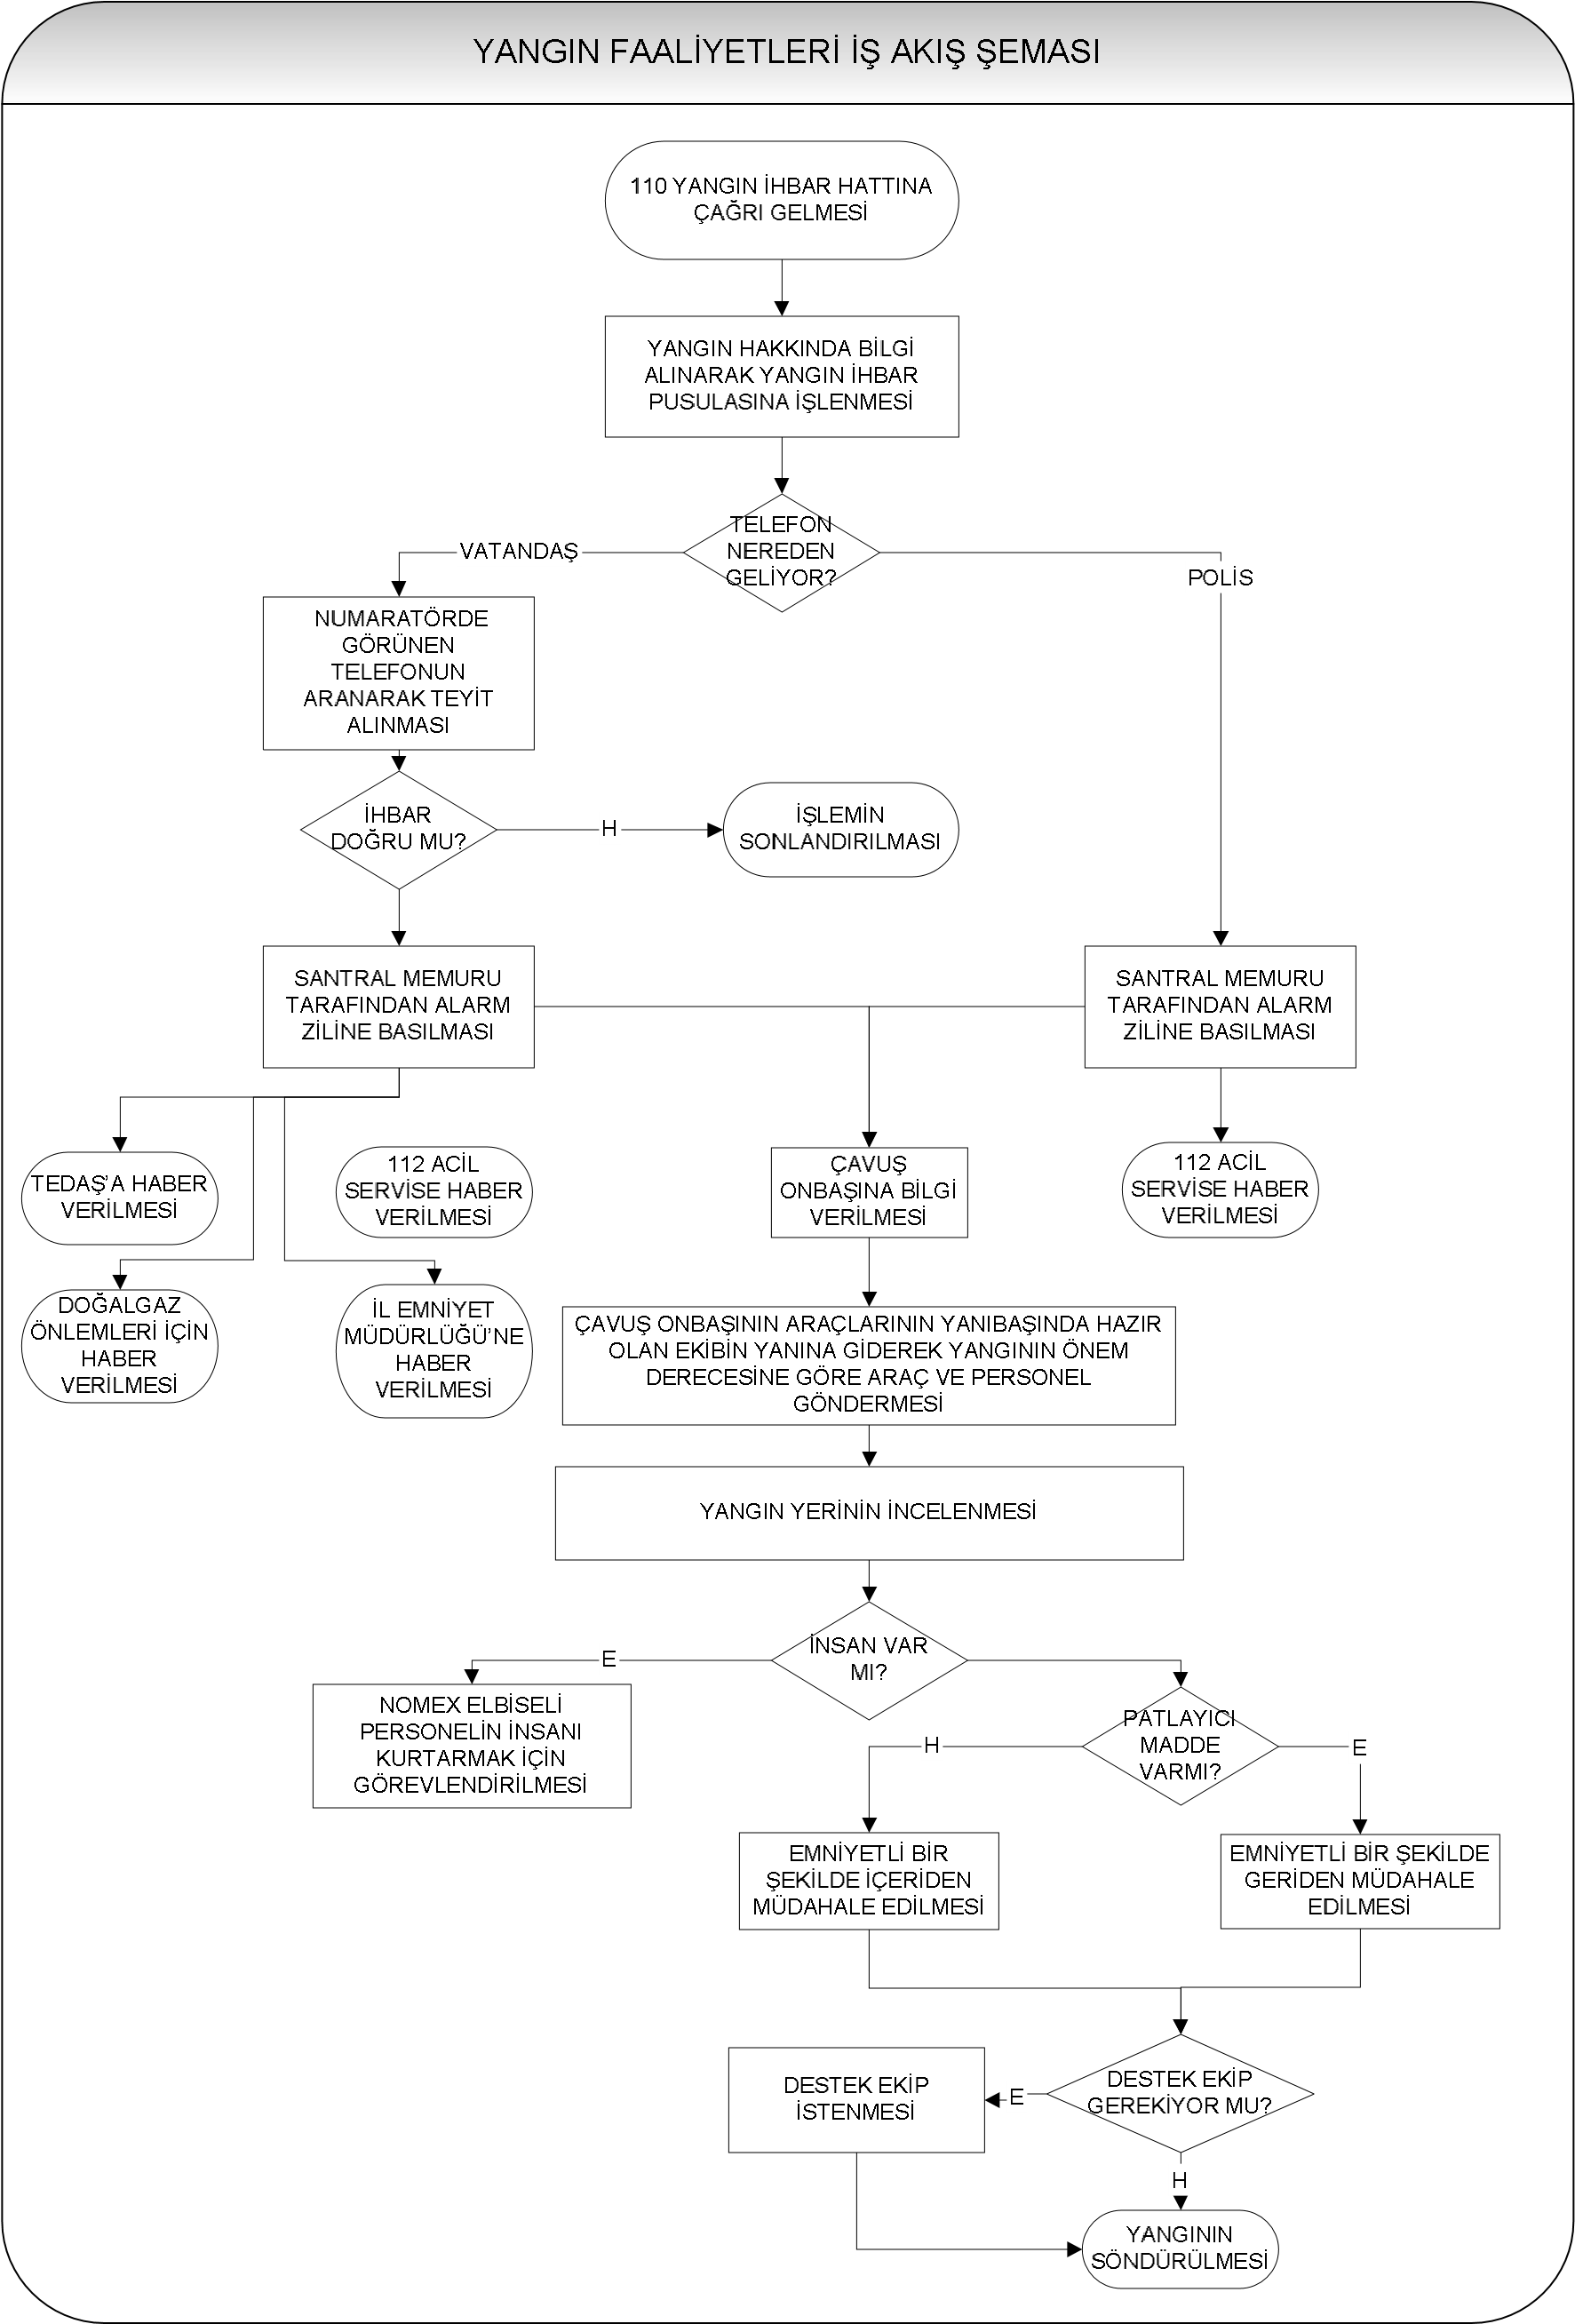 YANGIN FAALİYETLERİ İŞ AKIŞ ŞEMASI
110 YANGIN İHBAR HATTINA
ÇAĞRI GELMESİ
YANGIN HAKKINDA BİLGİ
ALINARAK YANGIN İHBAR
PUSULASINA İŞLENMESİ
TELEFON
NEREDEN
GELİYOR?
VATANDAŞ
POLİS
NUMARATÖRDE
GÖRÜNEN
TELEFONUN
ARANARAK TEYİT
ALINMASI
İHBAR
DOĞRU MU?
H
İŞLEMİN
SONLANDIRILMASI
SANTRAL MEMURU
TARAFINDAN ALARM
ZİLİNE BASILMASI
SANTRAL MEMURU
TARAFINDAN ALARM
ZİLİNE BASILMASI
TEDAŞ’A HABER
VERİLMESİ
112 ACİL
SERVİSE HABER
VERİLMESİ
ÇAVUŞ
ONBAŞINA BİLGİ
VERİLMESİ
112 ACİL
SERVİSE HABER
VERİLMESİ
DOĞALGAZ
ÖNLEMLERİ İÇİN
HABER
VERİLMESİ
İL EMNİYET
MÜDÜRLÜĞÜ’NE
HABER
VERİLMESİ
ÇAVUŞ ONBAŞININ ARAÇLARININ YANIBAŞINDA HAZIR
OLAN EKİBİN YANINA GİDEREK YANGININ ÖNEM
DERECESİNE GÖRE ARAÇ VE PERSONEL
GÖNDERMESİ
YANGIN YERİNİN İNCELENMESİ
İNSAN VAR
MI?
E
NOMEX ELBİSELİ
PERSONELİN İNSANI
KURTARMAK İÇİN
GÖREVLENDİRİLMESİ
PATLAYICI
MADDE
VARMI?
H
E
EMNİYETLİ BİR
ŞEKİLDE İÇERİDEN
MÜDAHALE EDİLMESİ
EMNİYETLİ BİR ŞEKİLDE
GERİDEN MÜDAHALE
EDİLMESİ
DESTEK EKİP
GEREKİYOR MU?
E
DESTEK EKİP
İSTENMESİ
H
YANGININ
SÖNDÜRÜLMESİ